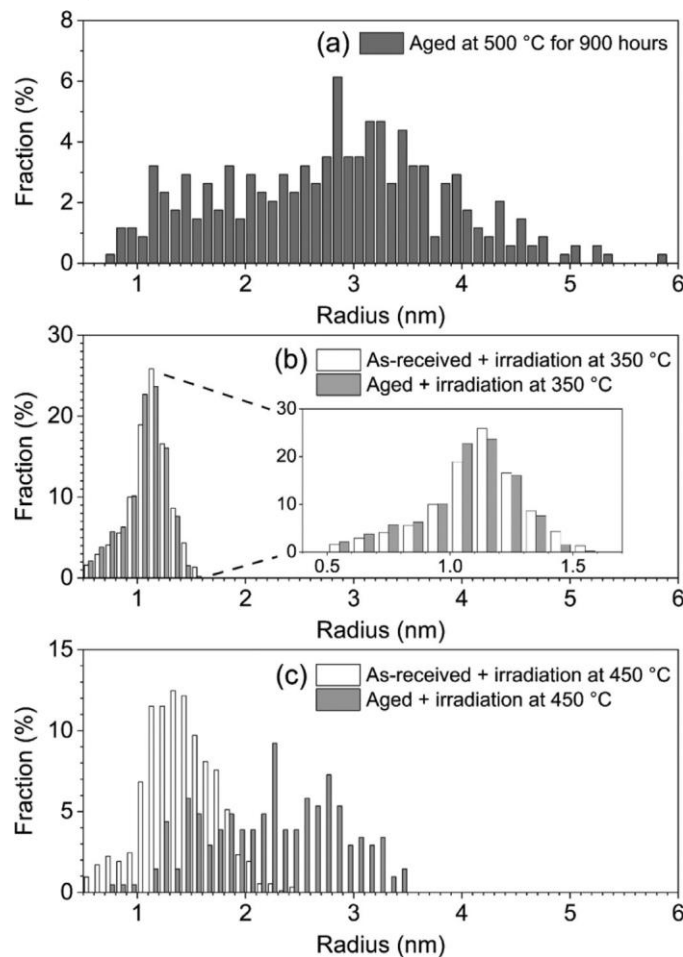 8
6
4
2
0
Fraction (%)
(a)
Aged at 500 °C for 900 hours
1 2 3 4 5 6
Radius (nm)
30
20
10
0
Fraction (%)
(b)
As-received + irradiation at 350 °C
Aged + irradiation at 350 °C
30
20
10
0
0.5 1.0 1.5
1 2 3 4 5 6
Radius (nm)
15
10
5
0
Fraction (%)
(c)
As-received + irradiation at 450 °C
Aged + irradiation at 450 °C
1 2 3 4 5 6
Radius (nm)